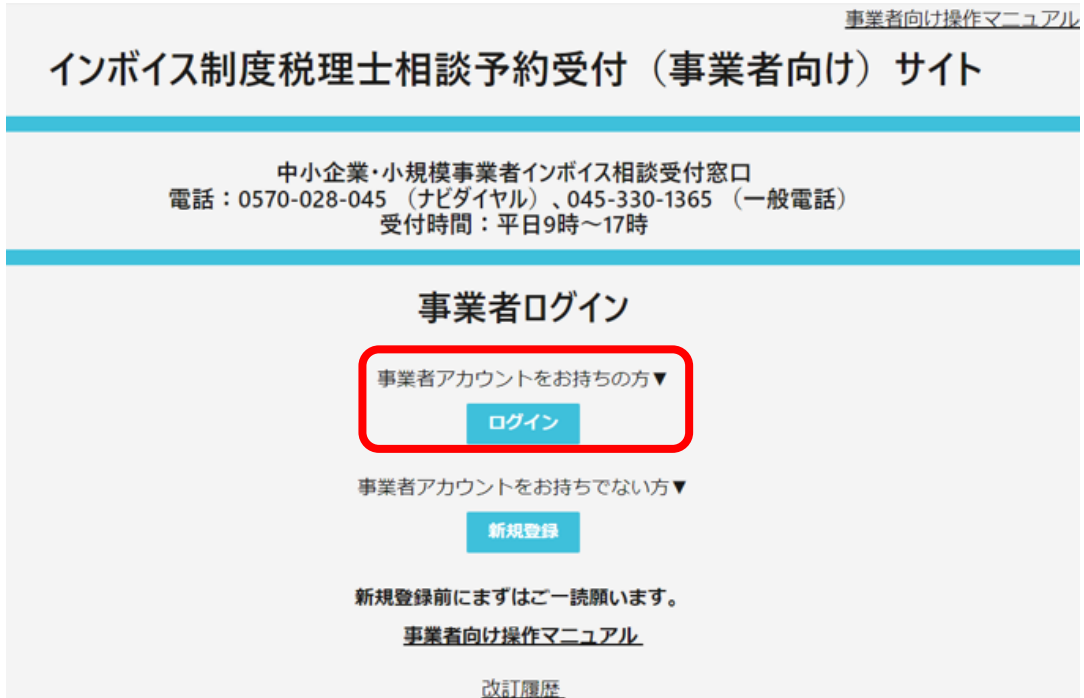 事業者向け操作マニュアル
インボイス制度税理士相談予約受付（事業者向け）サイト
中小企業・小規模事業者インボイス相談受付窓口
電話：0570-028-045 （ナビダイヤル）、045-330-1365 （一般電話）
受付時間：平日9時～17時
事業者ログイン
事業者アカウントをお持ちの方▼
ログイン
事業者アカウントをお持ちでない方▼
新規登録
新規登録前にまずはご一読願います。
事業者向け操作マニュアル
改訂履歴